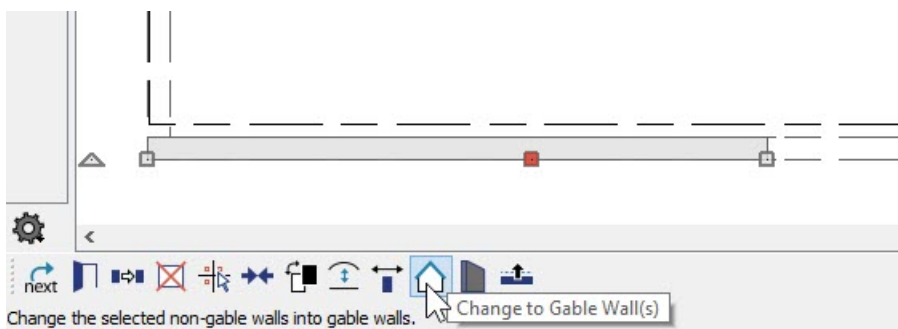 next
Change to Gable Wall(s)
Change the selected non-gable walls into gable walls.